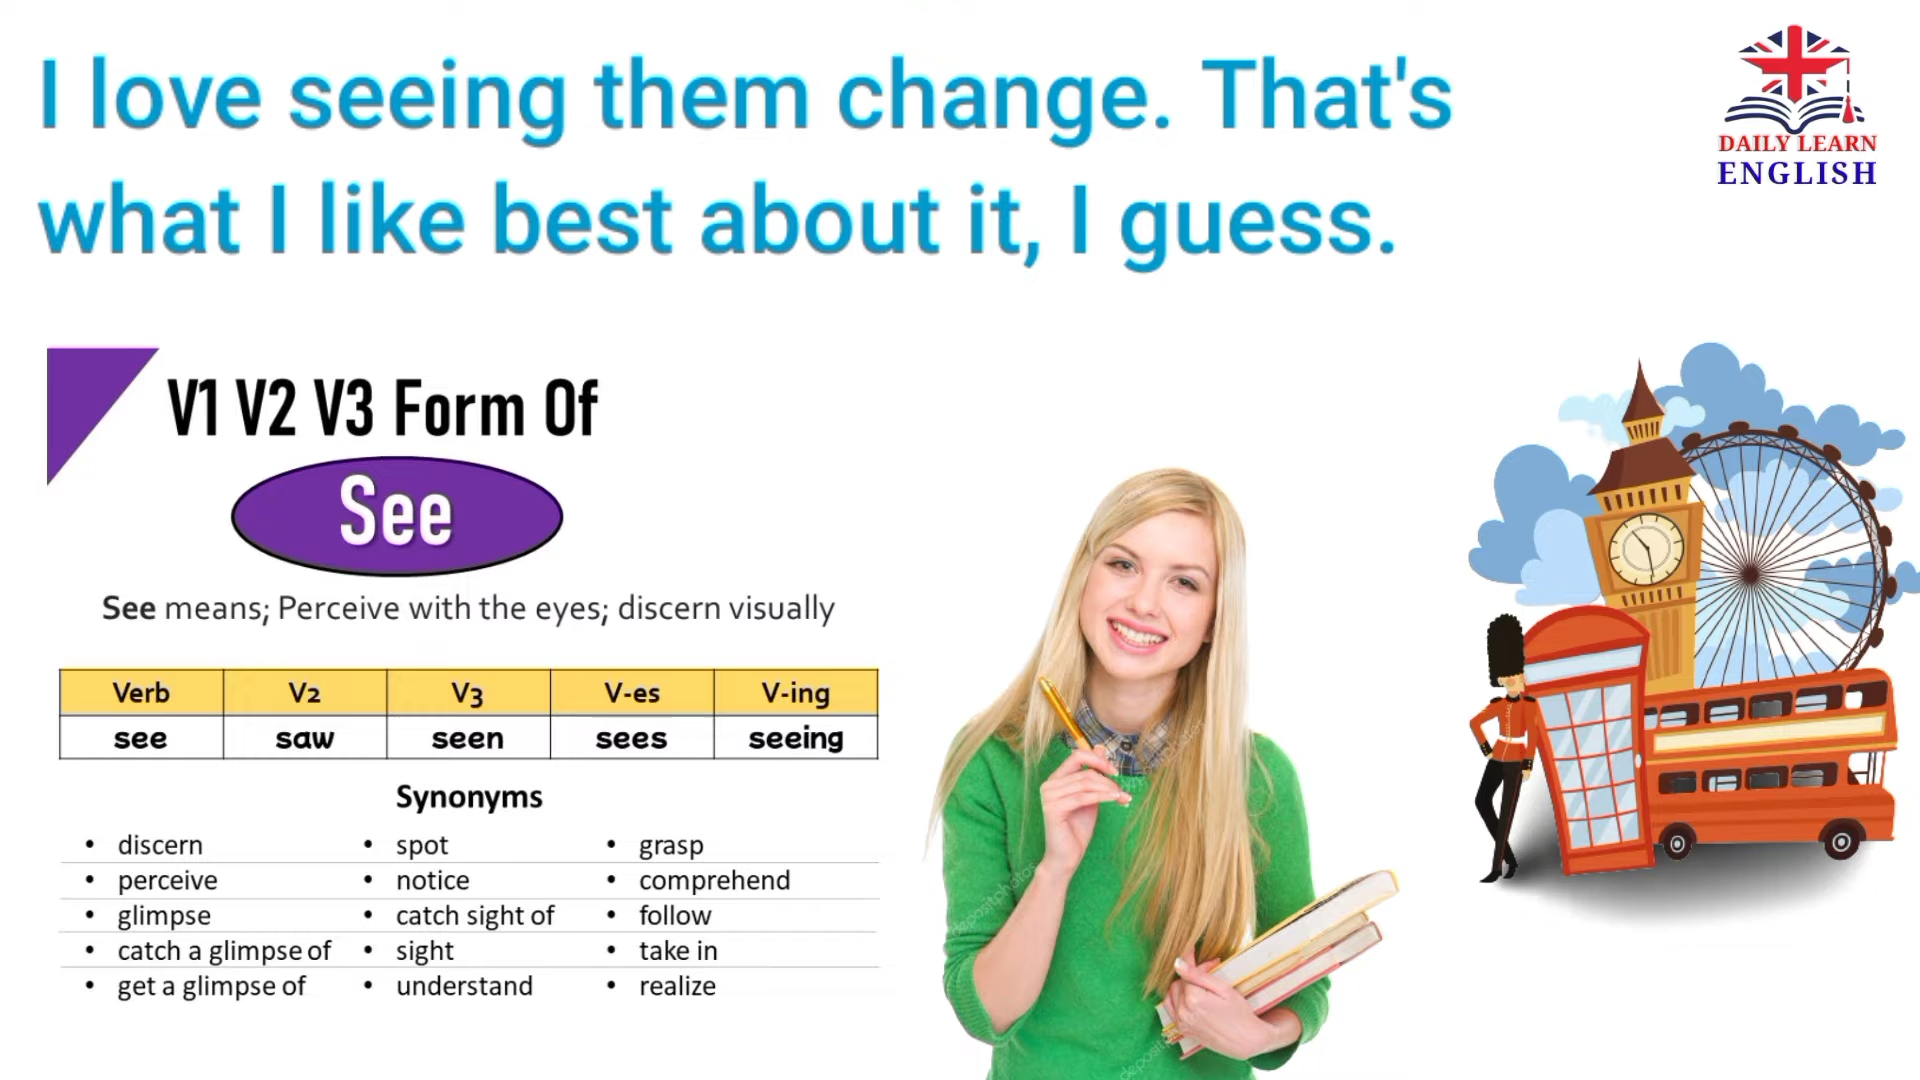 I love seeing them change. That's
what I like best about it, I guess.
DAILY LEARN
ENGLISH
V1 V2 V3 Form Of
See
See means; Perceive with the eyes; discern visually
Verb V2 V3 V-es V-ing
see saw seen sees seeing
Synonyms
• discern • spot • grasp
• perceive • notice • comprehend
• glimpse • catch sight of • follow
• catch a glimpse of • sight • take in
• get a glimpse of • understand • realize
depositphotos